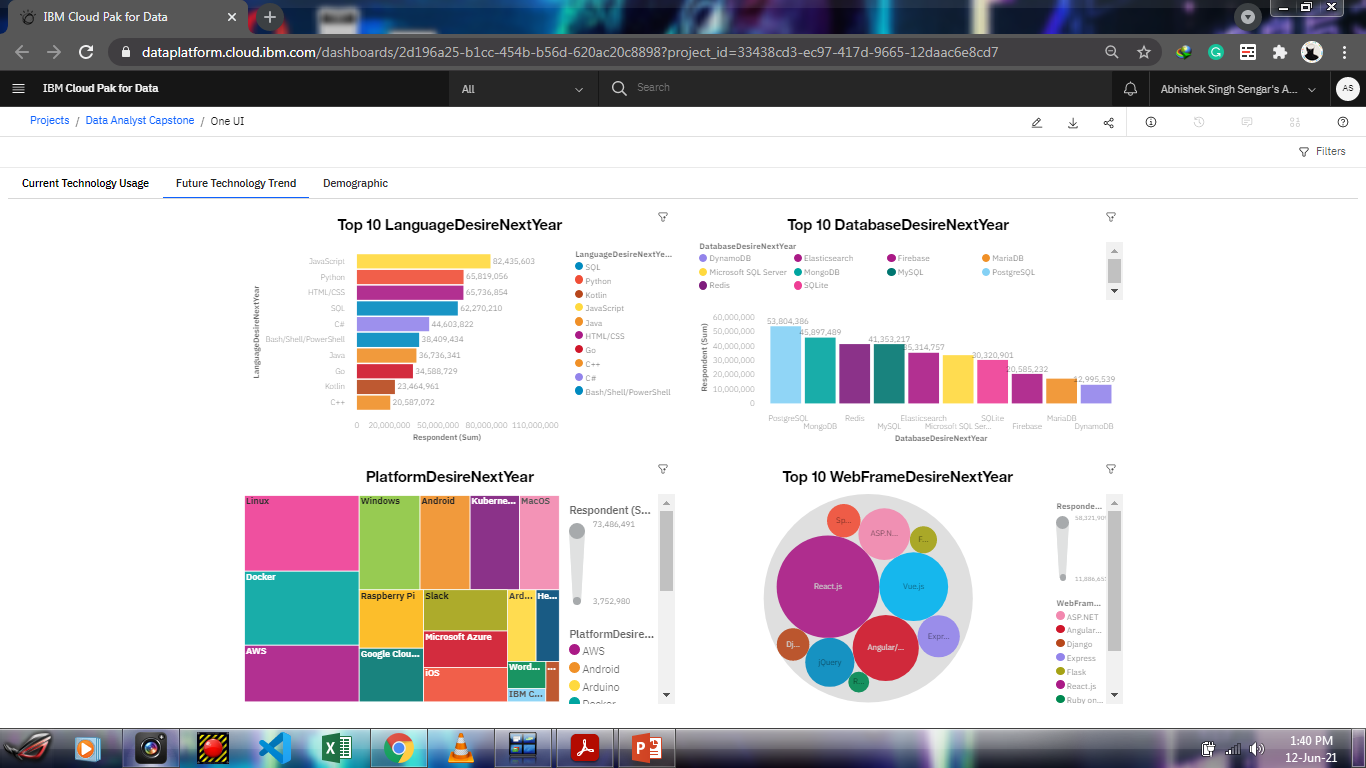 IBM Cloud Pak for Data
dataplatform.cloud.ibm.com/dashboards/2d196a25-b1cc-454b-b56d-620ac20c8898?project_id=33438cd3-ec97-417d-9665-12daac6e8cd7
IBM Cloud Pak for Data
All
Search
Abhishek Singh Sengar's A...
AS
Projects / Data Analyst Capstone / One UI
Filters
Current Technology Usage
Future Technology Trend
Demographic
Top 10 LanguageDesireNextYear
LanguageDesireNextYear
JavaScript 82,435,603
Python 65,819,056
HTML/CSS 65,736,854
SQL 62,270,210
C# 44,603,822
Bash/Shell/PowerShell 38,409,434
Java 36,736,341
Go 34,588,729
Kotlin 23,464,961
C++ 20,587,072
0 20,000,000 50,000,000 80,000,000 110,000,000
Respondent (Sum)
LanguageDesireNextYe...
SQL
Python
Kotlin
JavaScript
Java
HTML/CSS
Go
C++
C#
Bash/Shell/PowerShell
Top 10 DatabaseDesireNextYear
DatabaseDesireNextYear
DynamoDB Elasticsearch Firebase MariaDB
Microsoft SQL Server MongoDB MySQL PostgreSQL
Redis SQLite
Respondent (Sum)
60,000,000
50,000,000
40,000,000
30,000,000
20,000,000
10,000,000
0
53,804,386
45,897,489
41,353,217
35,314,757
30,320,901
20,585,232
12,995,539
PostgreSQL Redis Elasticsearch SQLite MariaDB
MongoDB MySQL Microsoft SQL Ser... Firebase DynamoDB
DatabaseDesireNextYear
PlatformDesireNextYear
Linux
Windows
Android
Kuberne...
MacOS
Docker
Raspberry Pi
Slack
Ard...
He...
Microsoft Azure
AWS
Google Clou...
iOS
Word...
...
IBM C...
Respondent (S...
73,486,491
3,752,980
PlatformDesire...
AWS
Android
Arduino
Docker
Top 10 WebFrameDesireNextYear
Sp...
ASP.N...
F...
React.js
Vue.js
Expr...
Angular/...
Dj...
jQuery
R...
Responde...
WebFram...
ASP.NET
Angular...
Django
Express
Flask
React.js
Ruby on...
1:40 PM
12-Jun-21